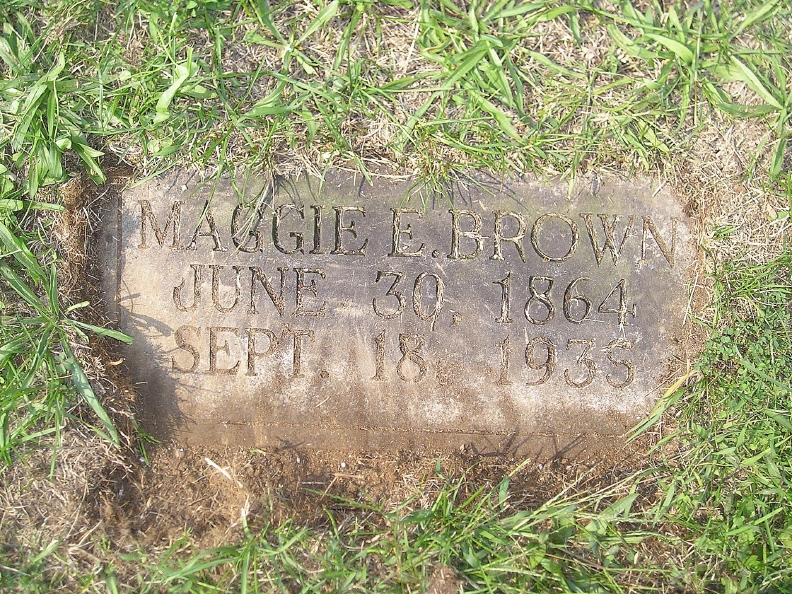 MAGGIE E. BROWN
JUNE 30, 1864
SEPT. 18, 1935